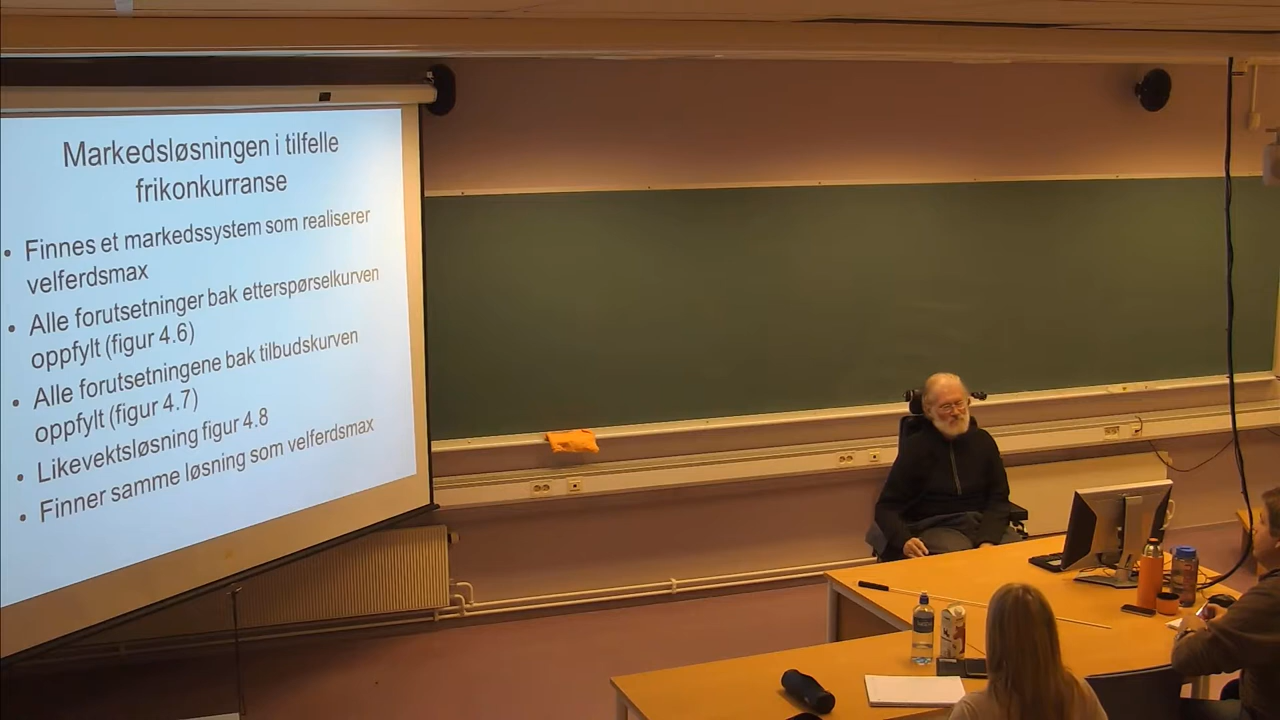 Markedsløsningen i tilfelle
frikonkurranse
• Finnes et markedssystem som realiserer
velferdsmax
• Alle forutsetninger bak etterspørselkurven
oppfylt (figur 4.6)
• Alle forutsetningene bak tilbudskurven
oppfylt (figur 4.7)
• Likevektsløsning figur 4.8
• Finner samme løsning som velferdsmax